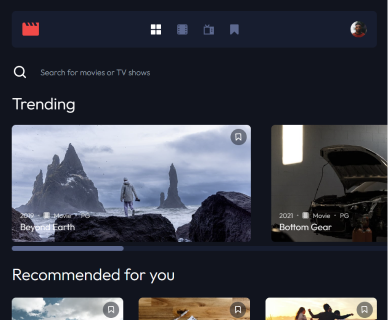 Search for movies or TV shows
Trending
2019 • Movie • PG
Beyond Earth
2021 • Movie • PG
Bottom Gear
Recommended for you